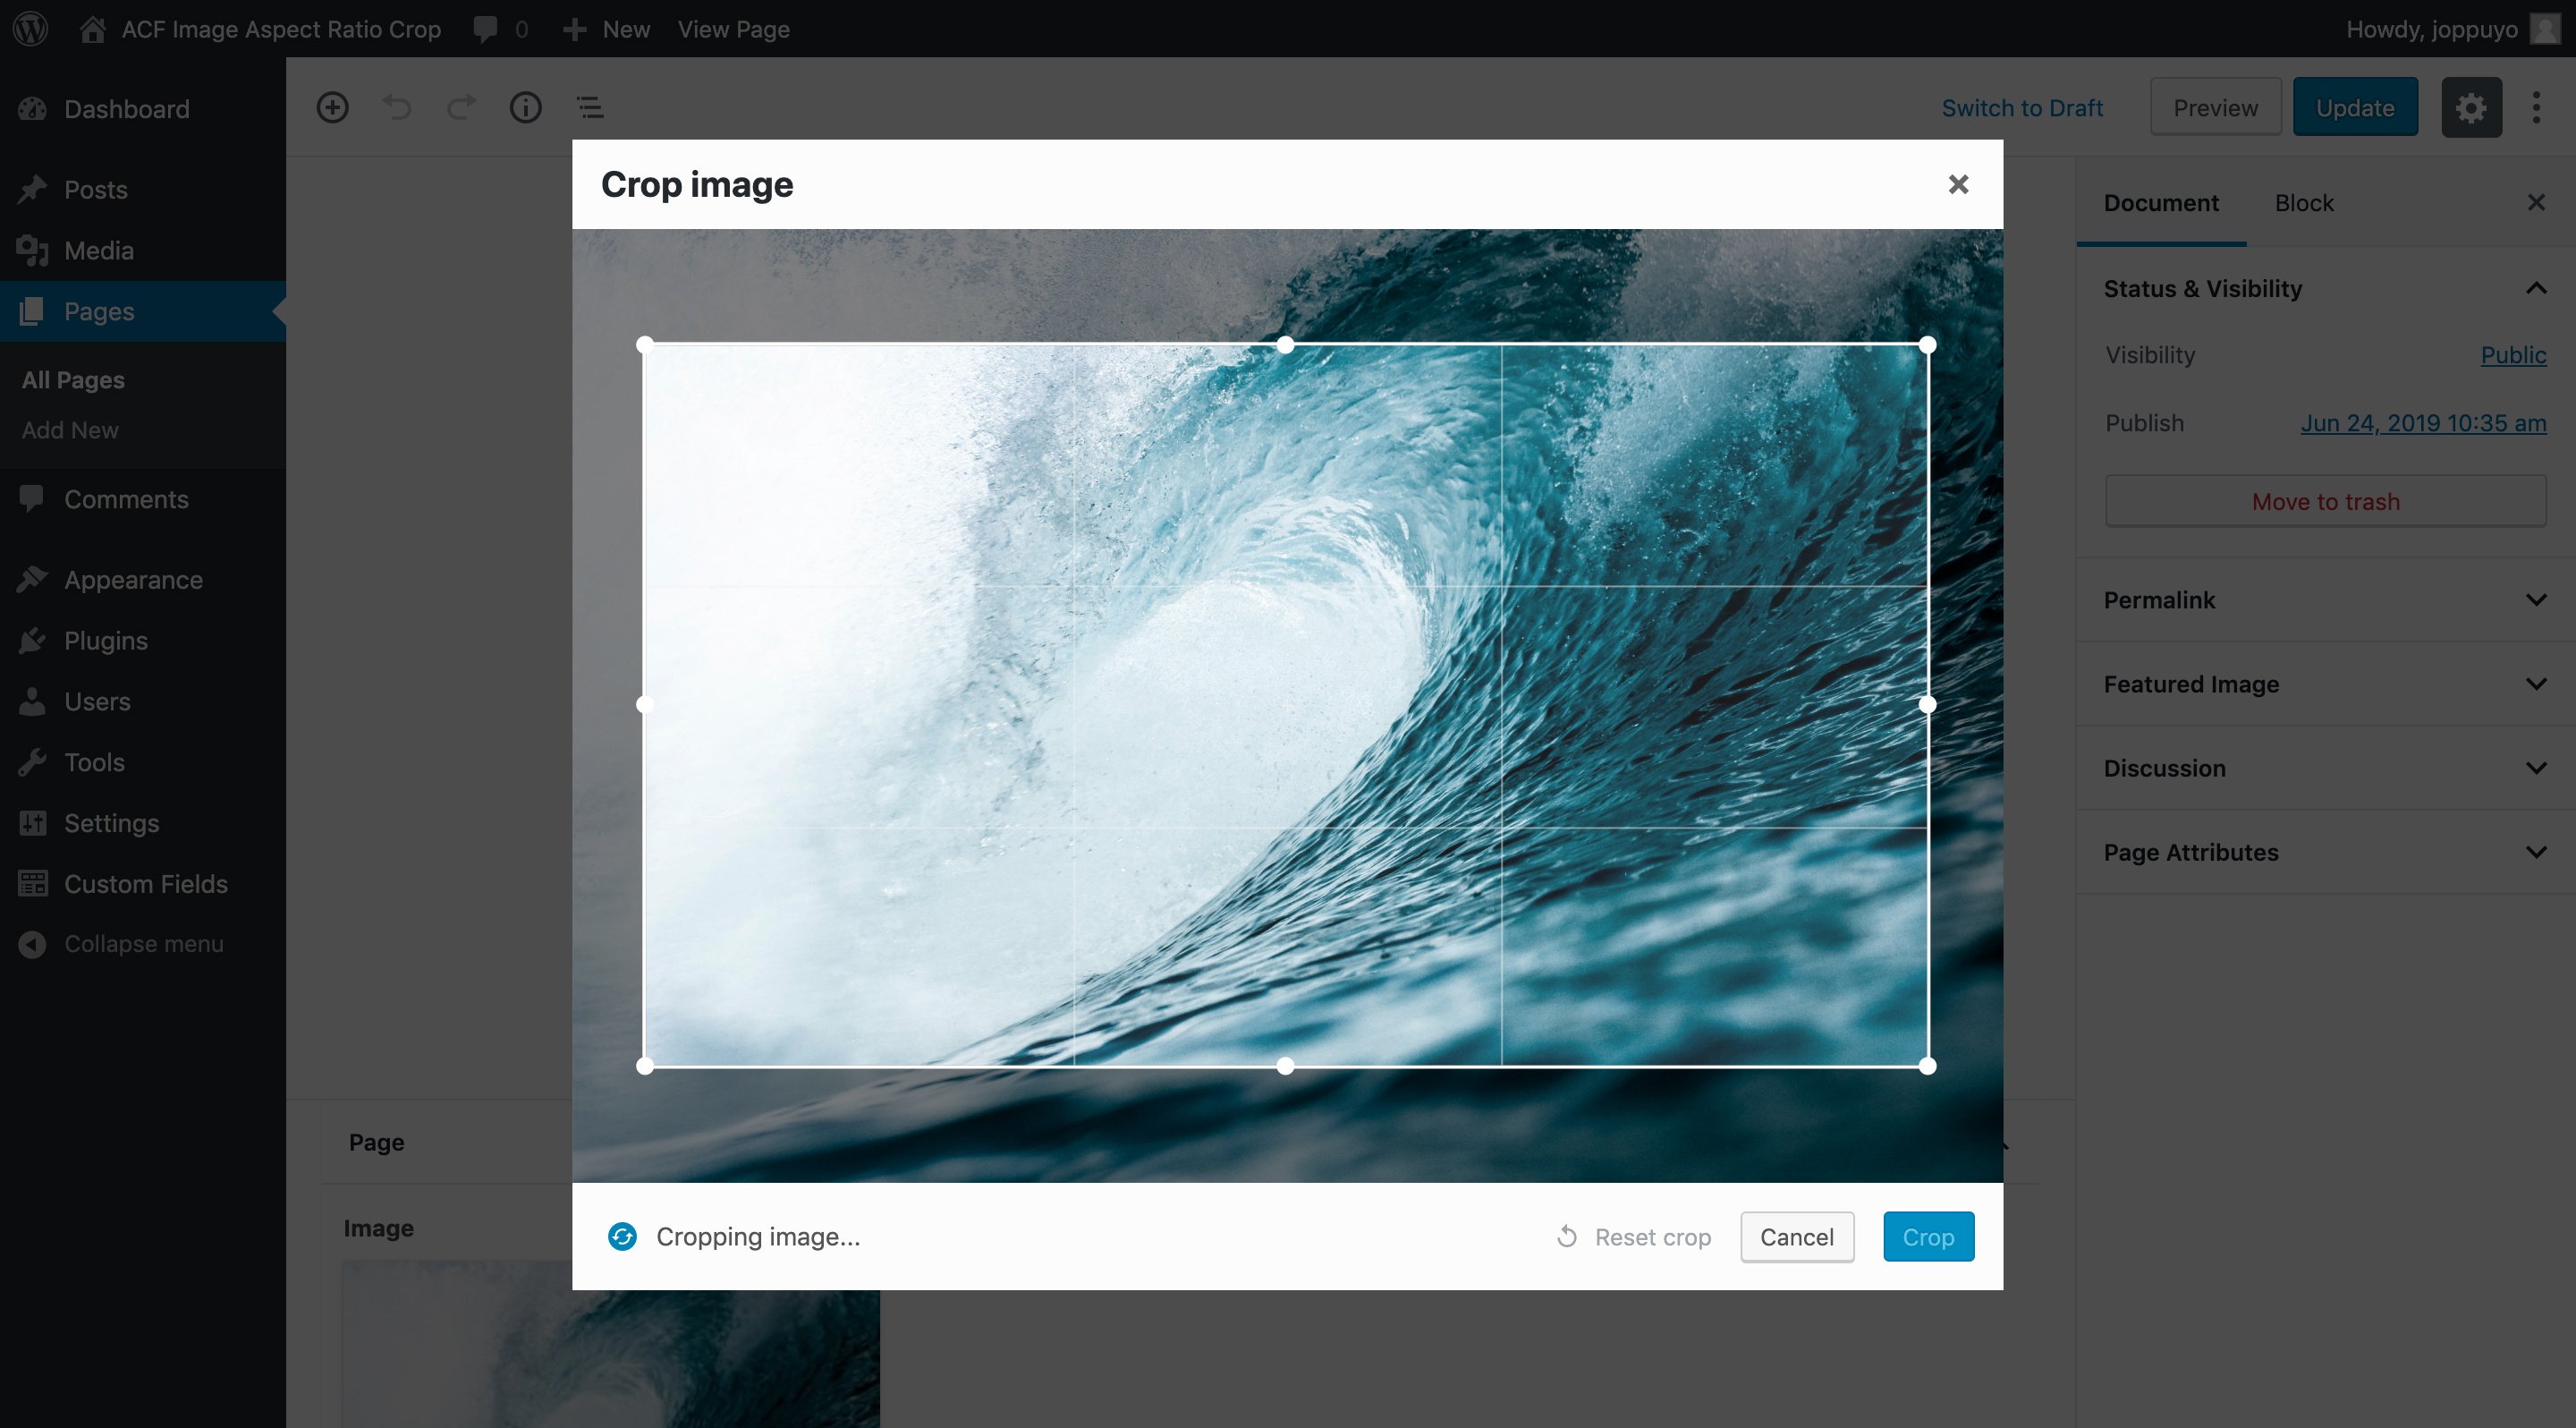 ACF Image Aspect Ratio Crop 0 New View Page Howdy, joppuyo
Dashboard
Posts
Media
Pages
All Pages
Add New
Comments
Appearance
Plugins
Users
Tools
Settings
Custom Fields
Collapse menu
Switch to Draft Preview Update
Crop image
Cropping image...
Reset crop Cancel Crop
Page
Image
Document Block
Status & Visibility
Visibility Public
Publish Jun 24, 2019 10:35 am
Move to trash
Permalink
Featured Image
Discussion
Page Attributes